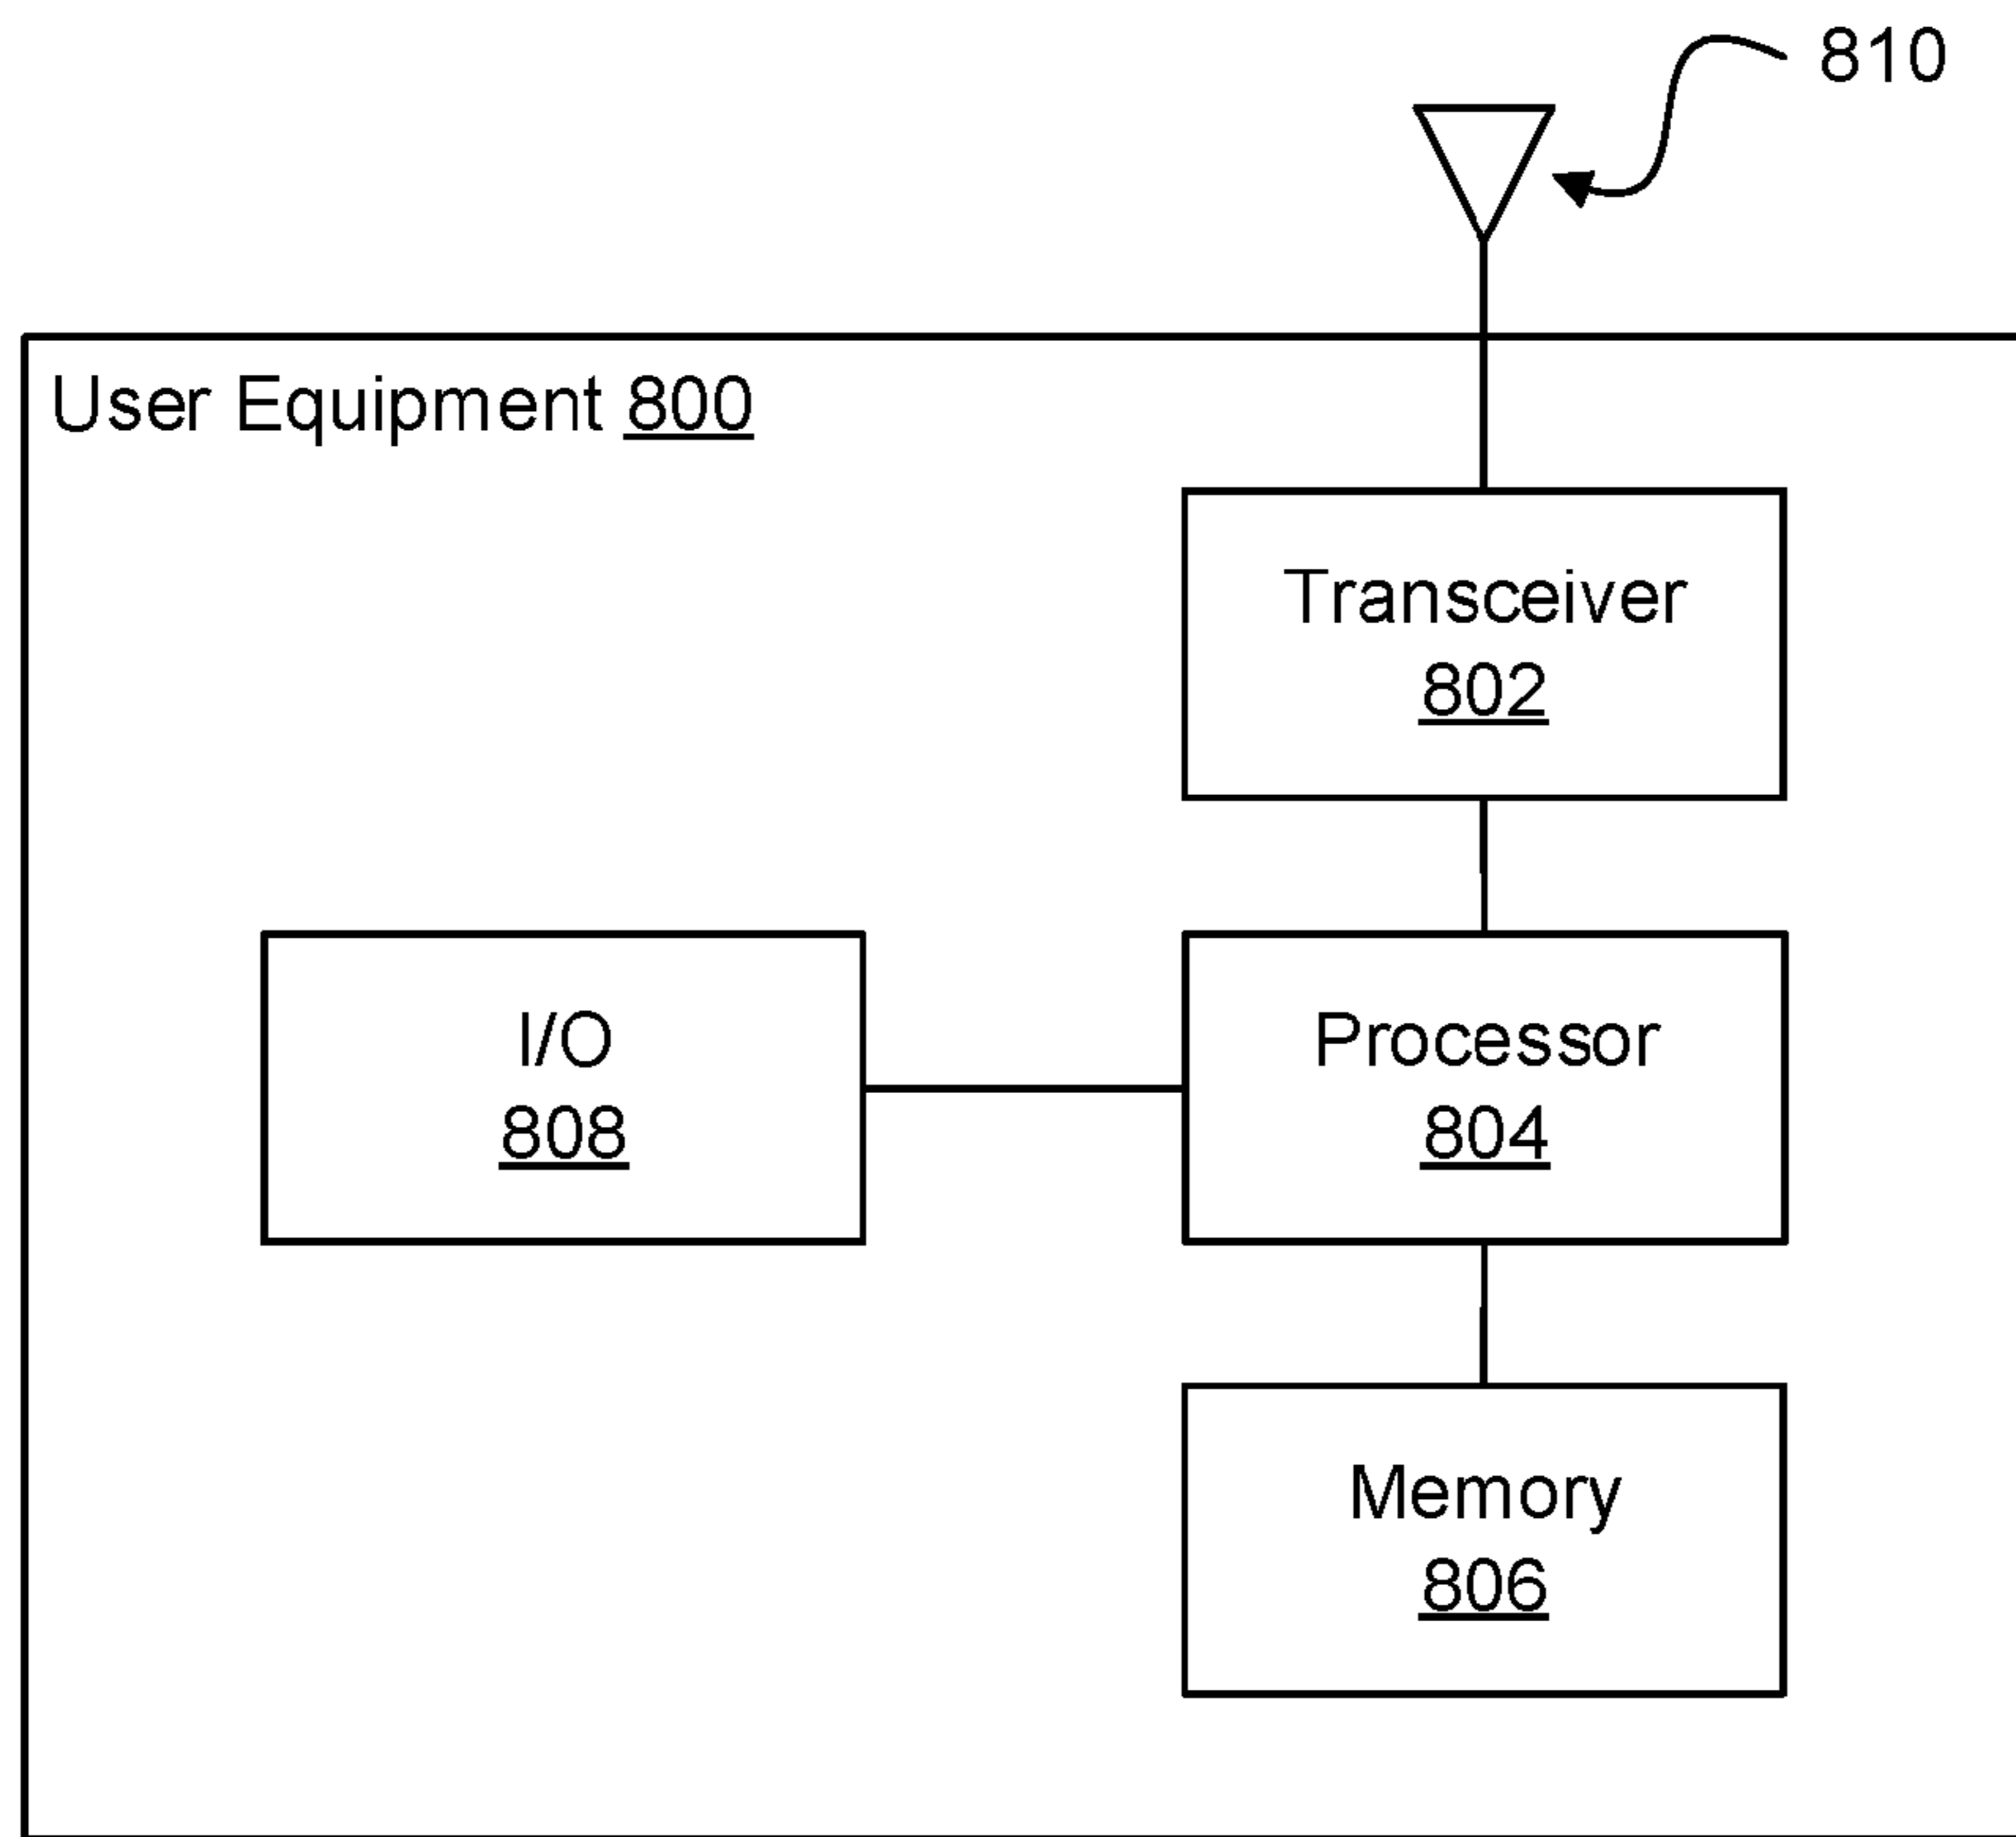 810
User Equipment 800
Transceiver
802
I/O
808
Processor
804
Memory
806